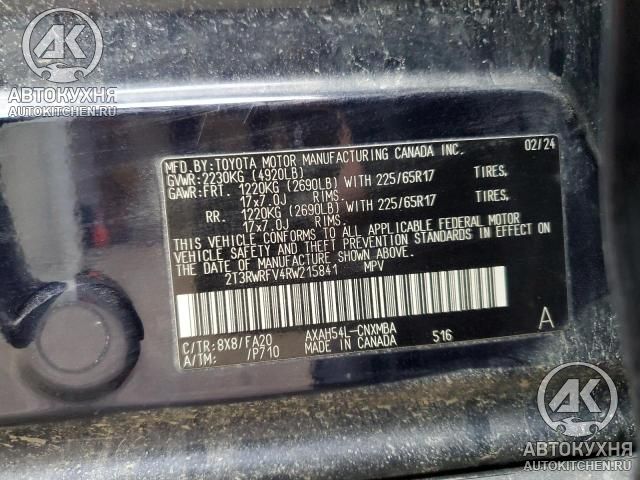 АК
АВТОКУХНЯ
AUTOKITCHEN.RU
MFD.BY:TOYOTA MOTOR MANUFACTURING CANADA INC. 02/24
GVWR:2230KG (4920LB)
GAWR:FRT. 1220KG (2690LB) WITH 225/65R17 TIRES,
17x7.0J RIMS.
RR. 1220KG (2690LB) WITH 225/65R17 TIRES,
17x7.0J RIMS.
THIS VEHICLE CONFORMS TO ALL APPLICABLE FEDERAL MOTOR
VEHICLE SAFETY AND THEFT PREVENTION STANDARDS IN EFFECT ON
THE DATE OF MANUFACTURE SHOWN ABOVE.
2T3RWRFV4RW215841 MPV
C/TR:8X8/FA20 AXAH54L-CNXMBA A
A/TM: /P710 MADE IN CANADA S16
АК
АВТОКУХНЯ
AUTOKITCHEN.RU